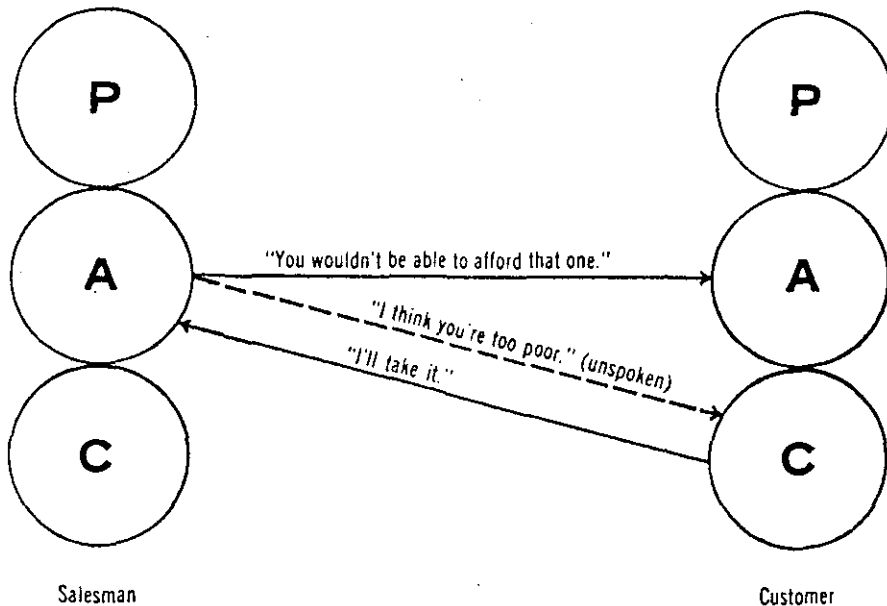 P
P
A
"You wouldn't be able to afford that one."
A
"I think you're too poor." (unspoken)
"I'll take it."
C
C
Salesman
Customer